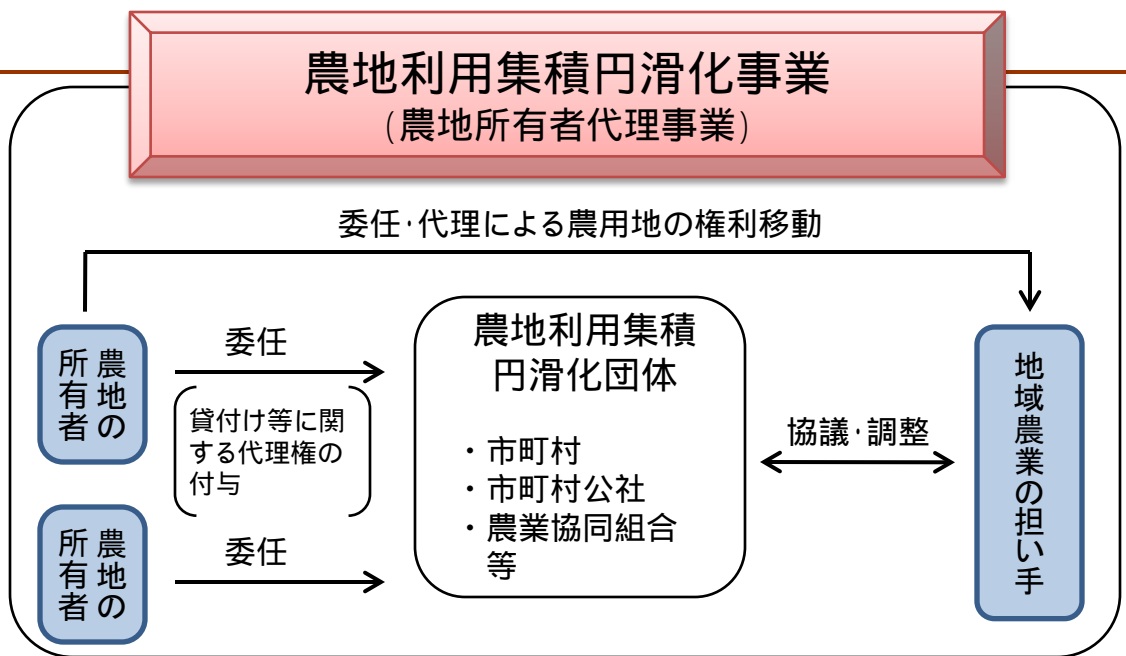 農地利用集積円滑化事業
(農地所有者代理事業)
委任・代理による農用地の権利移動
農地の
所有者
委任
貸付け等に関
する代理権の
付与
農地の
所有者
委任
農地利用集積
円滑化団体
・市町村
・市町村公社
・農業協同組合
等
協議・調整
地域農業の担い手